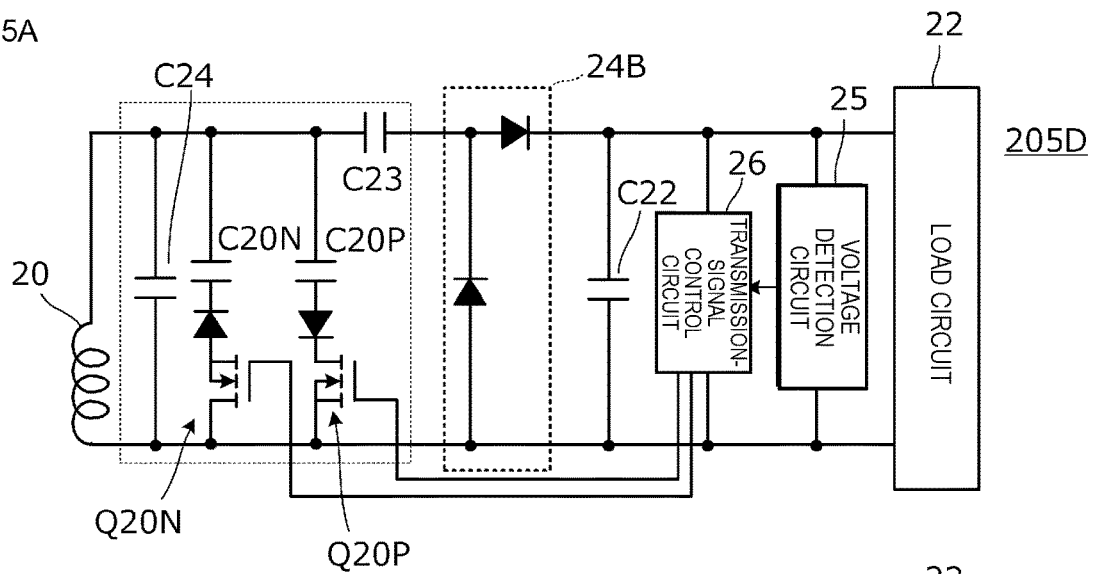 5A
22
C24
24B
25
205D
26
C23
C22
C20N
C20P
20
TRANSMISSION-
SIGNAL
CONTROL
CIRCUIT
VOLTAGE
DETECTION
CIRCUIT
LOAD CIRCUIT
Q20N
Q20P